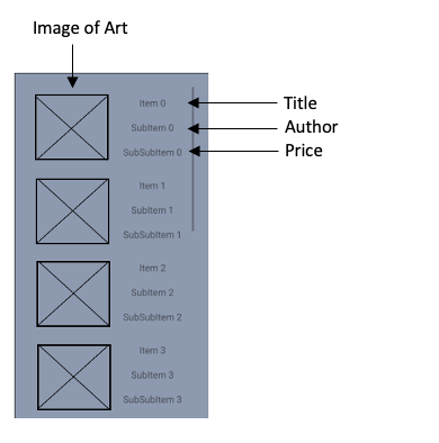 Image of Art
Item 0
Title
SubItem 0
Author
SubSubItem 0
Price
Item 1
SubItem 1
SubSubItem 1
Item 2
SubItem 2
SubSubItem 2
Item 3
SubItem 3
SubSubItem 3